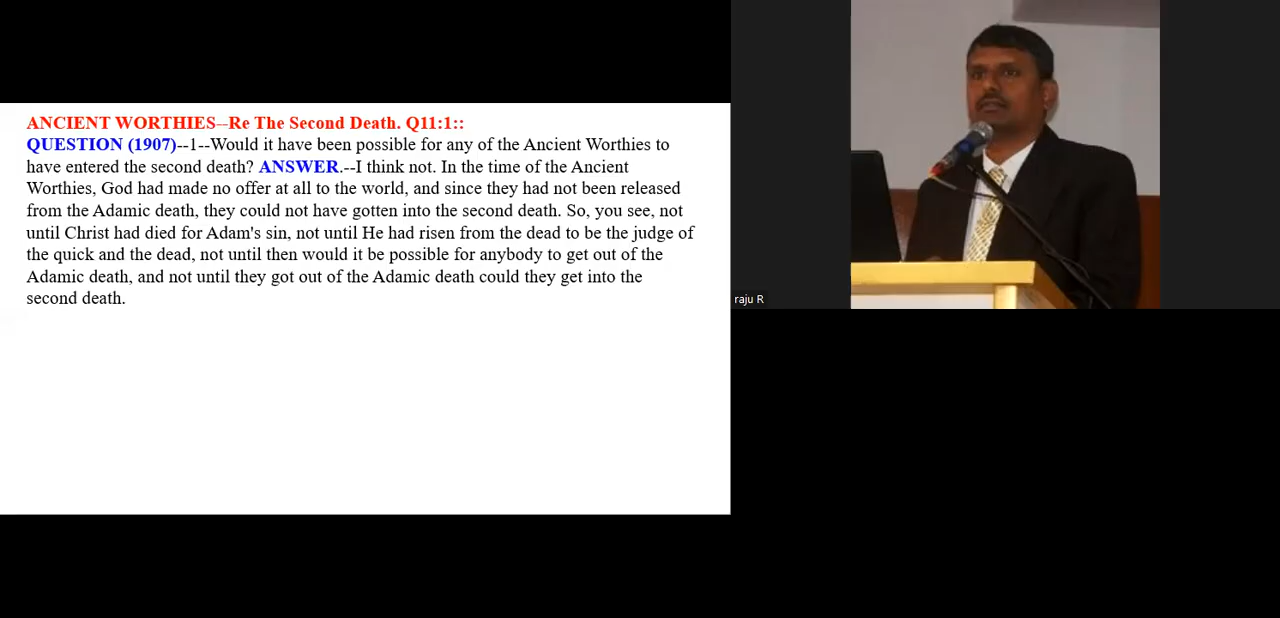 ANCIENT WORTHIES--Re The Second Death. Q11:1::
QUESTION (1907)--1--Would it have been possible for any of the Ancient Worthies to
have entered the second death? ANSWER.--I think not. In the time of the Ancient
Worthies, God had made no offer at all to the world, and since they had not been released
from the Adamic death, they could not have gotten into the second death. So, you see, not
until Christ had died for Adam's sin, not until He had risen from the dead to be the judge of
the quick and the dead, not until then would it be possible for anybody to get out of the
Adamic death, and not until they got out of the Adamic death could they get into the
second death.
raju R